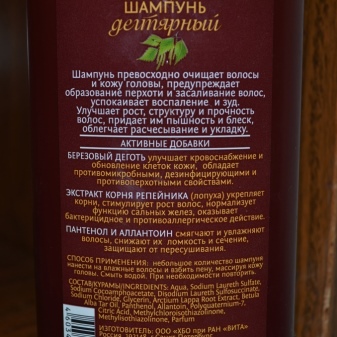 ШАМПУНЬ
дегтярный
Шампунь превосходно очищает волосы
и кожу головы, предупреждает
образование перхоти и засаливание волос,
успокаивает воспаление и зуд.
Улучшает рост, структуру и прочность
волос, придает им пышность и блеск,
облегчает расчесывание и укладку.
АКТИВНЫЕ ДОБАВКИ
БЕРЕЗОВЫЙ ДЕГОТЬ улучшает кровоснабжение и
обновление клеток кожи, обладает
противомикробными, дезинфицирующими и
противоперхотными свойствами.
ЭКСТРАКТ КОРНЯ РЕПЕЙНИКА (лопуха) укрепляет
корни, стимулирует рост волос, нормализует
функцию сальных желез, оказывает
бактерицидное и противоаллергическое действие.
ПАНТЕНОЛ И АЛЛАНТОИН смягчают и увлажняют
волосы, снижают их ломкость и сечение,
защищают от пересушивания.
СПОСОБ ПРИМЕНЕНИЯ: небольшое количество шампуня
нанести на влажные волосы и взбить пену, массируя кожу
головы. Смыть водой. При необходимости повторить.
СОСТАВ/КУРАМЫ/INGREDIENTS: Aqua, Sodium Laureth Sulfate,
Sodium Cocoamphoacetate, Disodium Laureth Sulfosuccinate,
Sodium Chloride, Glycerin, Arctium Lappa Root Extract, Betula
Alba Tar Oil, Panthenol, Allantoin, Polyquaternium-7,
Citric Acid, Methylchloroisothiazolinone,
Methylisothiazolinone, Parfum
ИЗГОТОВИТЕЛЬ: ООО «ХБО при РАН «ВИТА»
Россия, 192148, г. Санкт-Петербург